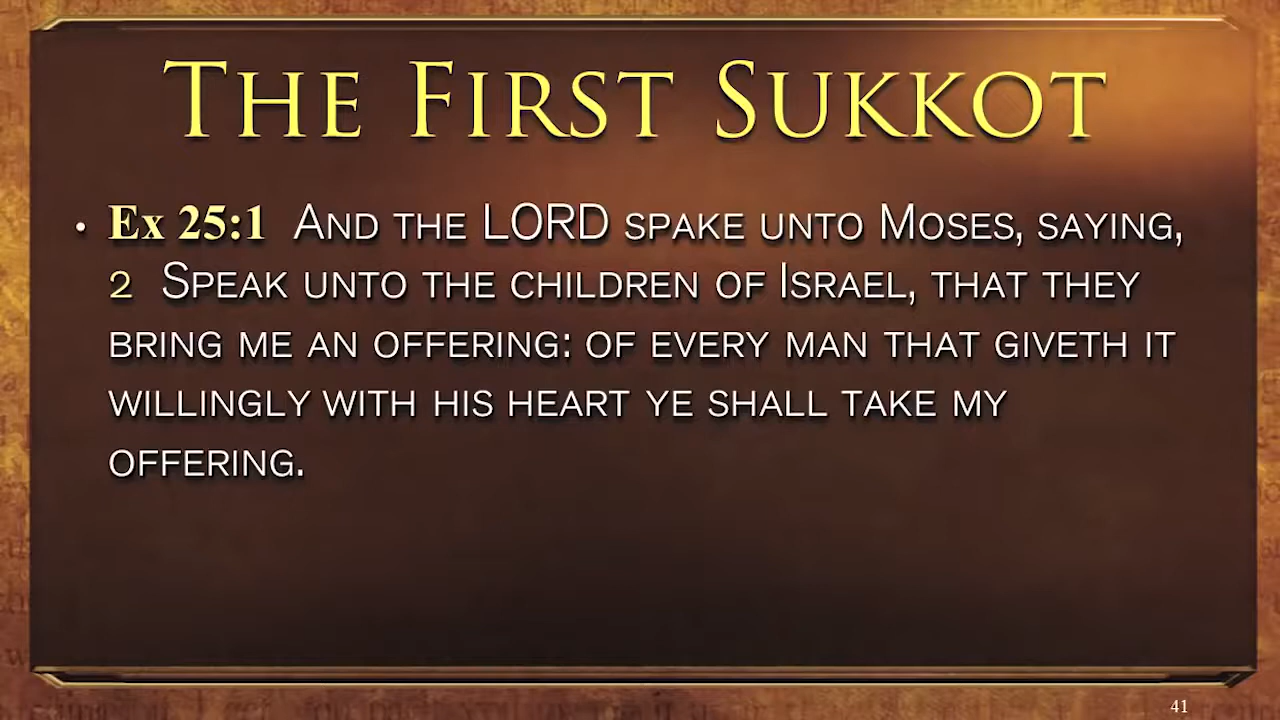 The First Sukkot
• Ex 25:1 And the LORD spake unto Moses, saying,
2 Speak unto the children of Israel, that they
bring me an offering: of every man that giveth it
willingly with his heart ye shall take my
offering.
41